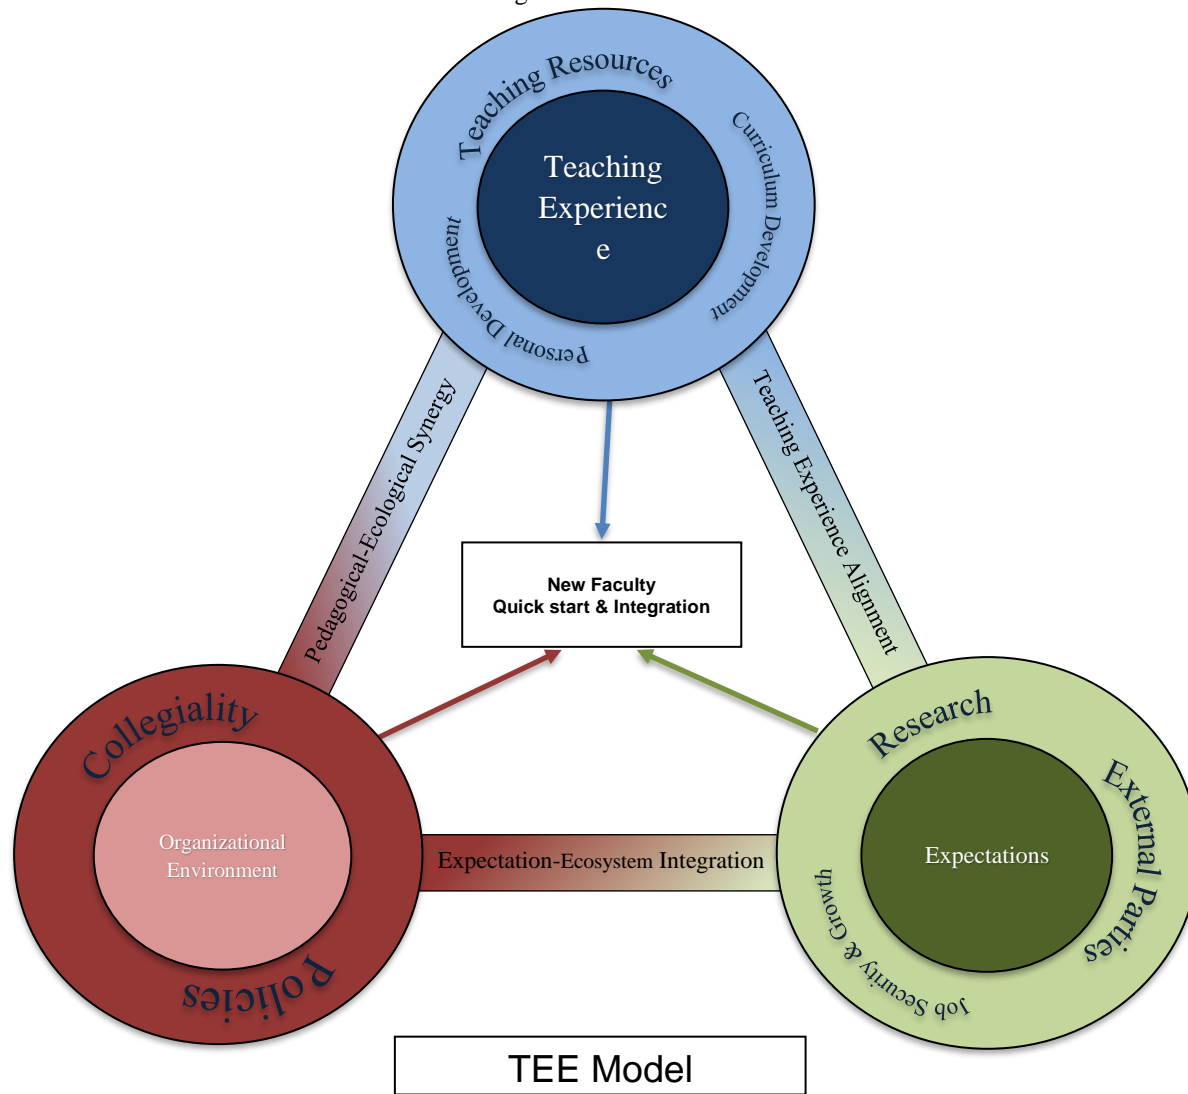 Teaching Resources
Curriculum Development
Personal Development
Teaching
Experienc
e
Pedagogical-Ecological Synergy
Teaching Experience Alignment
New Faculty
Quick start & Integration
Collegiality
Policies
Organizational
Environment
Expectation-Ecosystem Integration
Research
External Parties
Job Security & Growth
Expectations
TEE Model